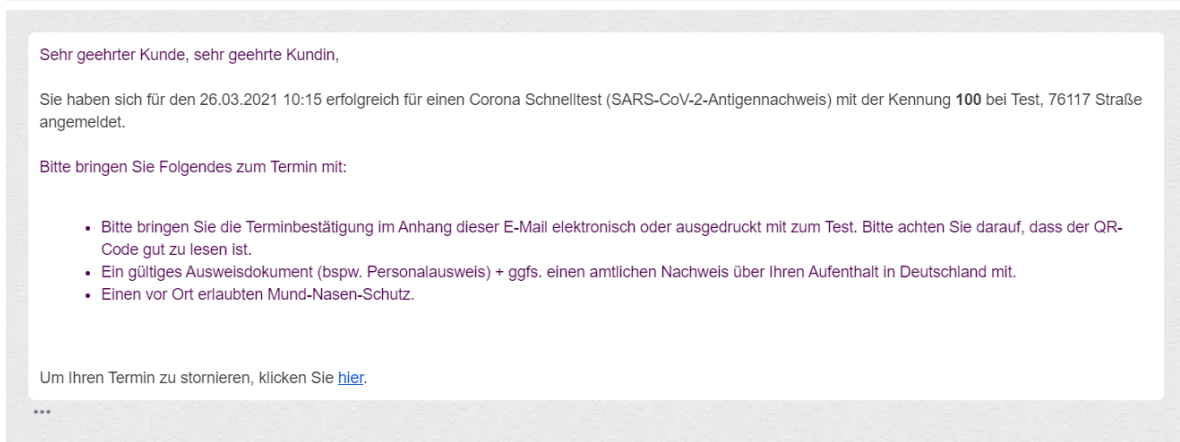 Sehr geehrter Kunde, sehr geehrte Kundin,
Sie haben sich für den 26.03.2021 10:15 erfolgreich für einen Corona Schnelltest (SARS-CoV-2-Antigennachweis) mit der Kennung 100 bei Test, 76117 Straße
angemeldet.
Bitte bringen Sie Folgendes zum Termin mit:
• Bitte bringen Sie die Terminbestätigung im Anhang dieser E-Mail elektronisch oder ausgedruckt mit zum Test. Bitte achten Sie darauf, dass der QR-
Code gut zu lesen ist.
• Ein gültiges Ausweisdokument (bspw. Personalausweis) + ggfs. einen amtlichen Nachweis über Ihren Aufenthalt in Deutschland mit.
• Einen vor Ort erlaubten Mund-Nasen-Schutz.
Um Ihren Termin zu stornieren, klicken Sie hier.